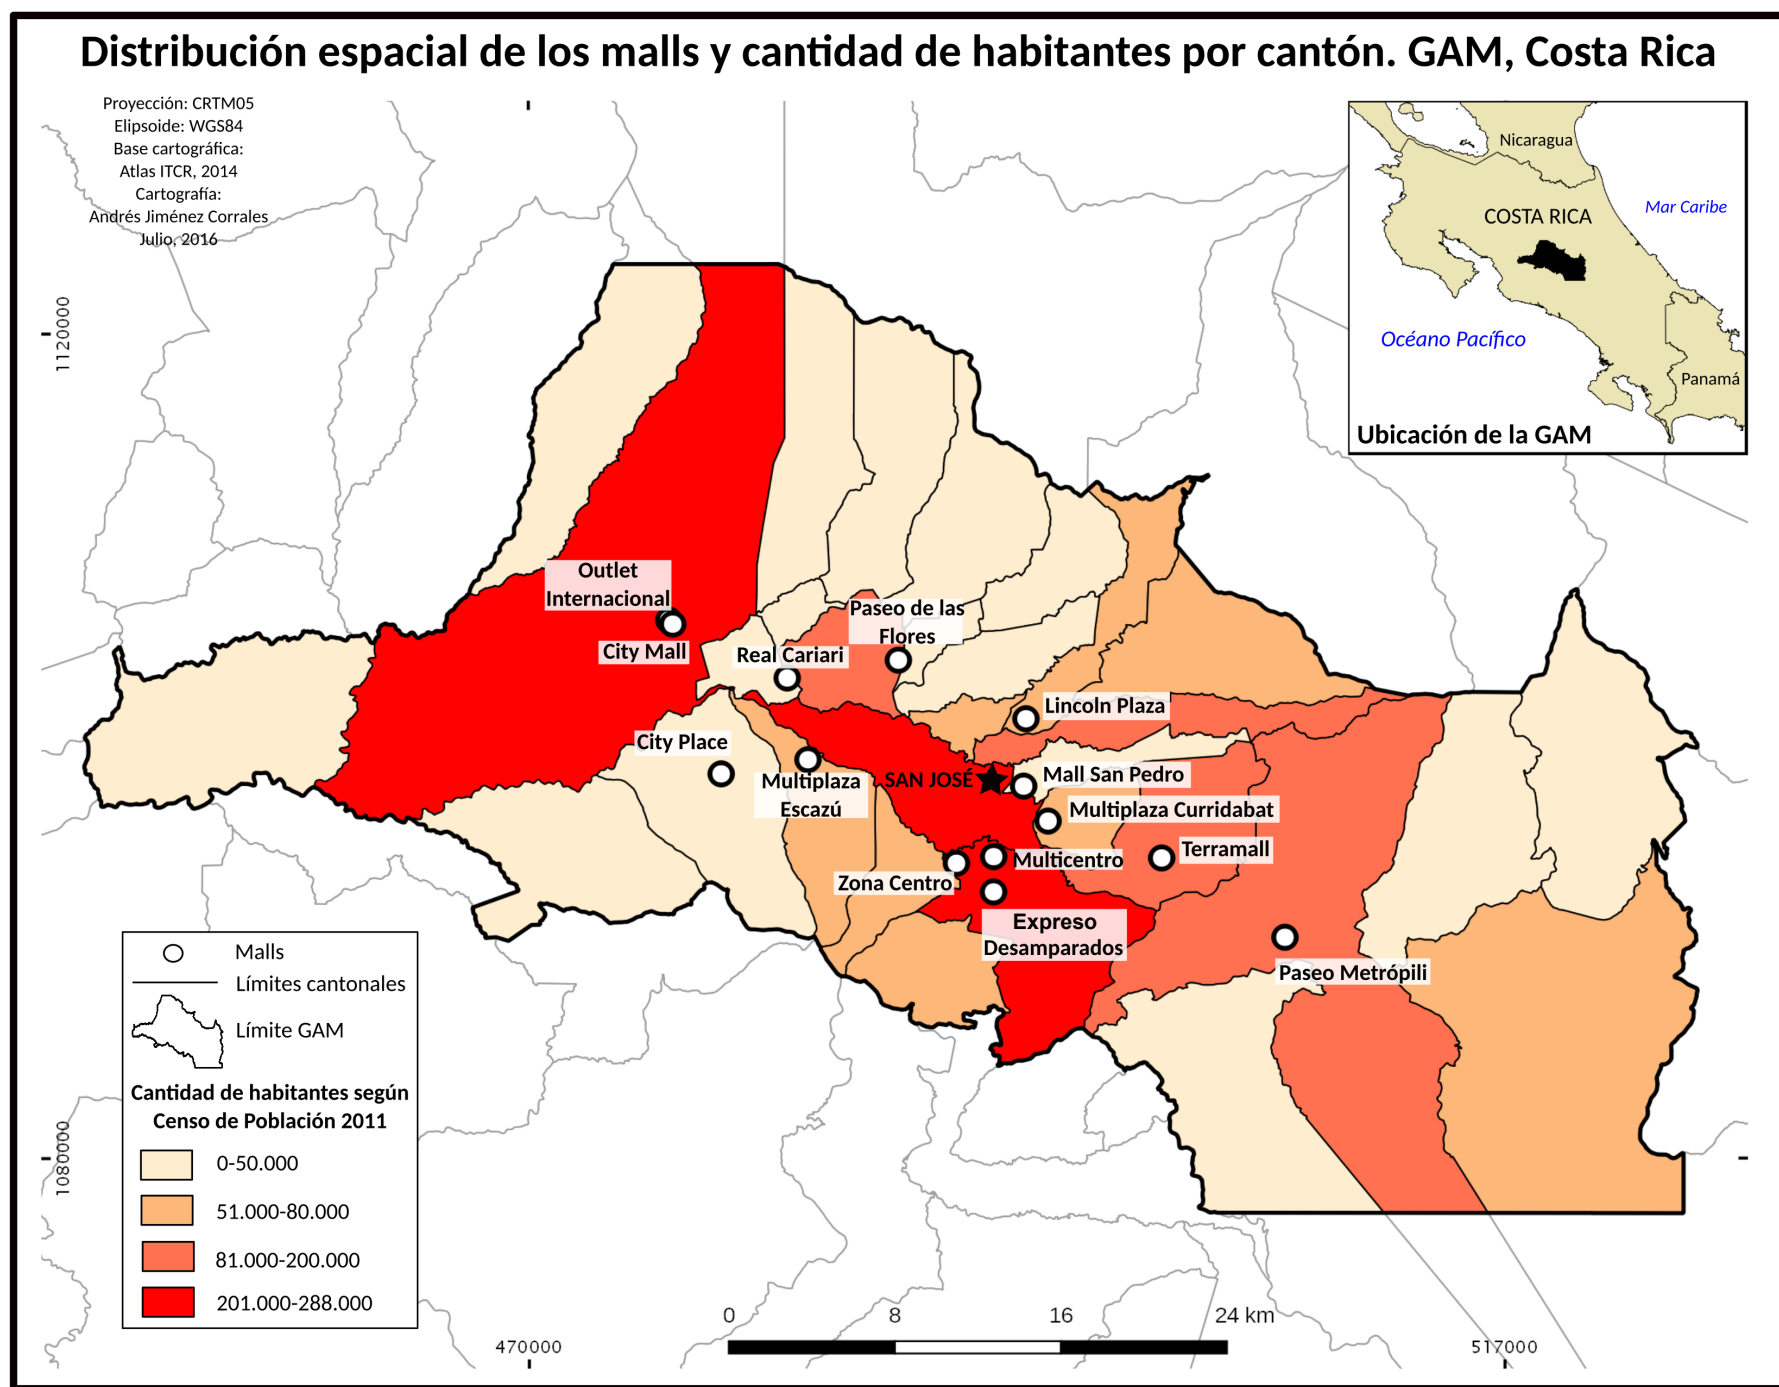 Distribución espacial de los malls y cantidad de habitantes por cantón. GAM, Costa Rica
Proyección: CRTM05
Elipsoide: WGS84
Base cartográfica:
Atlas ITCR, 2014
Cartografía:
Andrés Jiménez Corrales
Julio, 2016
Nicaragua
Mar Caribe
COSTA RICA
Océano Pacífico
Panamá
Ubicación de la GAM
1120000
Outlet
Internacional
City Mall
Paseo de las
Flores
Real Cariari
Lincoln Plaza
City Place
Multiplaza
Escazú
SAN JOSÉ
Mall San Pedro
Multiplaza Curridabat
Terramall
Multicentro
Zona Centro
Expreso
Desamparados
Paseo Metrópili
Malls
Límites cantonales
Límite GAM
Cantidad de habitantes según
Censo de Población 2011
0-50.000
51.000-80.000
81.000-200.000
201.000-288.000
1080000
0 8 16 24 km
470000
517000